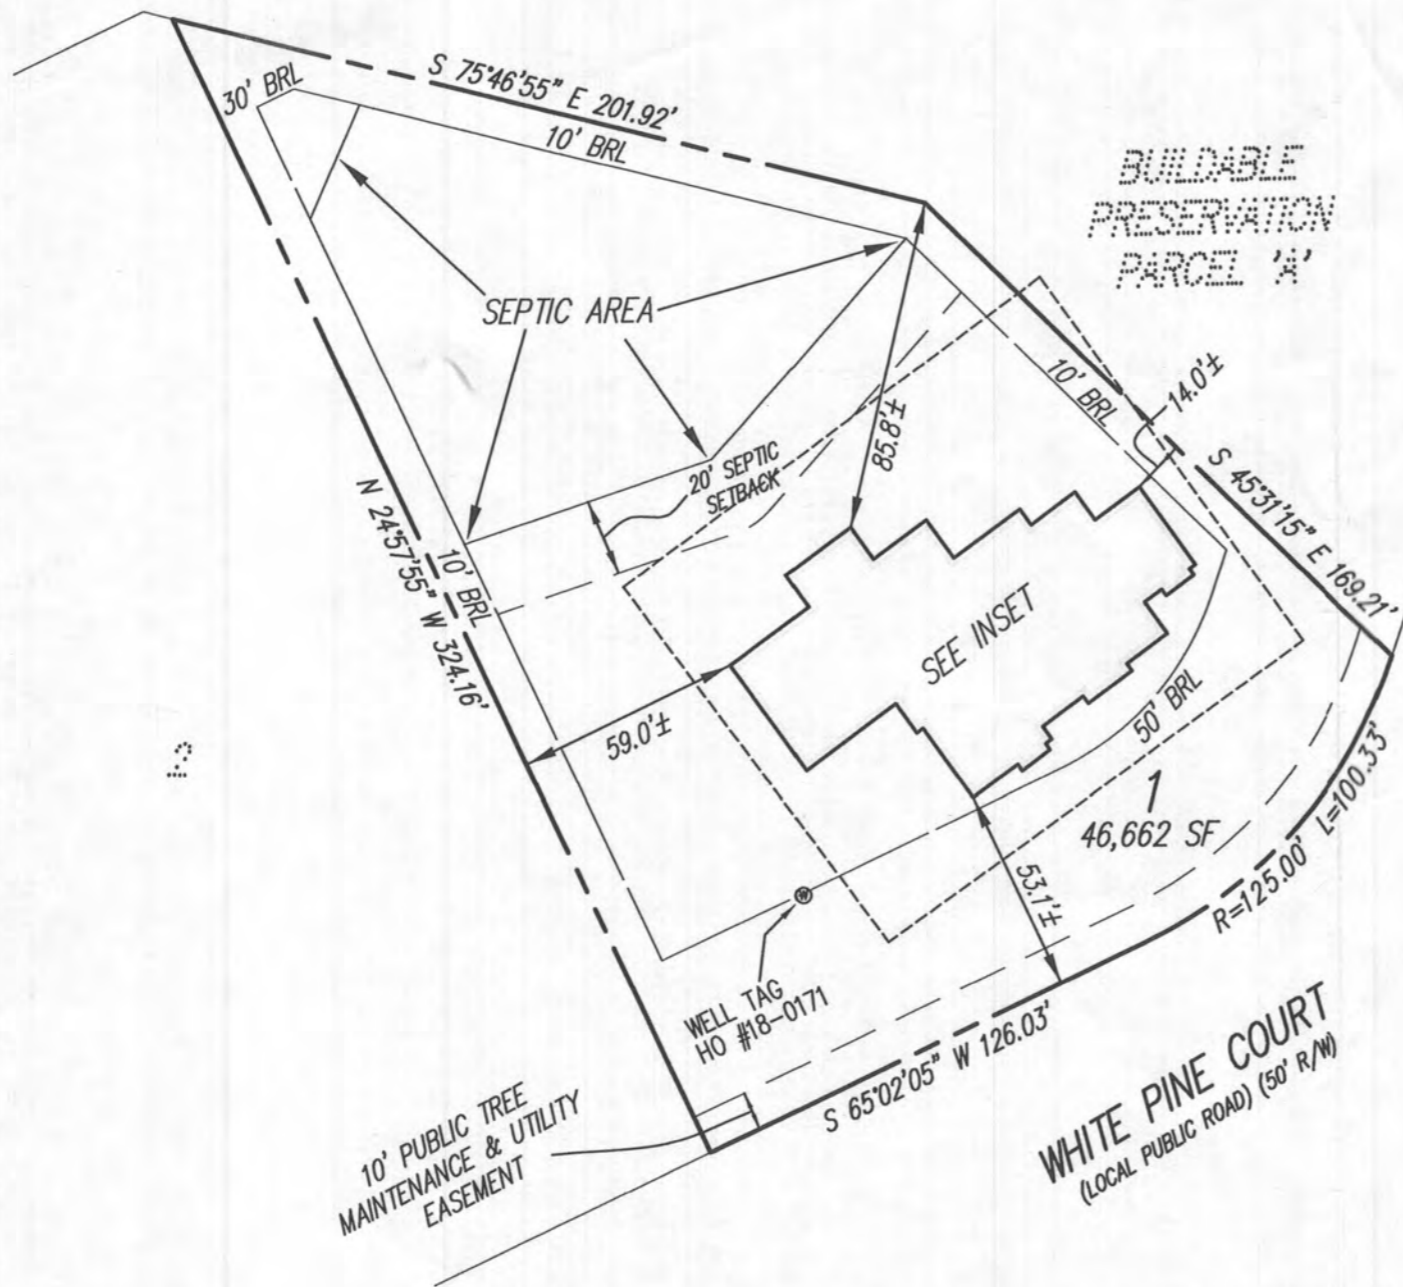 S 75°46'55" E 201.92'
30' BRL
10' BRL
BUILDABLE
PRESERVATION
PARCEL 'A'
SEPTIC AREA
10' BRL
14.0'±
85.8'±
20' SEPTIC
SETBACK
S 45°31'15" E 169.21'
N 24°57'55" W 324.16'
10' BRL
SEE INSET
59.0'±
50' BRL
2
1
46,662 SF
53.1'±
R=125.00' L=100.33'
W
WELL TAG
HO #18-0171
S 65°02'05" W 126.03'
WHITE PINE COURT
(LOCAL PUBLIC ROAD) (50' R/W)
10' PUBLIC TREE
MAINTENANCE & UTILITY
EASEMENT